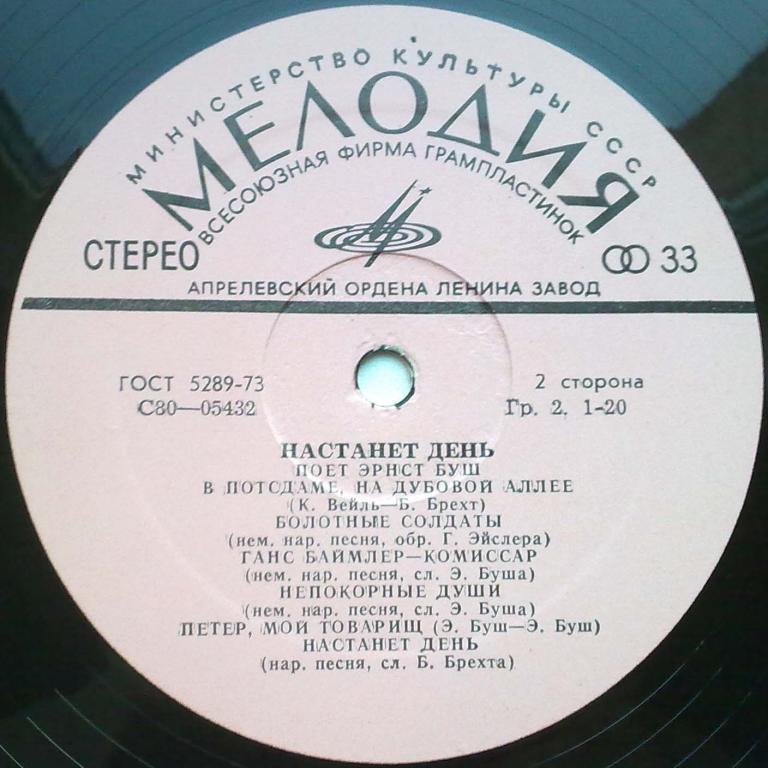 МИНИСТЕРСТВО КУЛЬТУРЫ СССР
МЕЛОДИЯ
ВСЕСОЮЗНАЯ ФИРМА ГРАМПЛАСТИНОК
СТЕРЕО 33
АПРЕЛЕВСКИЙ ОРДЕНА ЛЕНИНА ЗАВОД
ГОСТ 5289-73 2 сторона
С80—05432 Гр. 2. 1-20
НАСТАНЕТ ДЕНЬ
ПОЕТ ЭРНСТ БУШ
В ПОТСДАМЕ, НА ДУБОВОЙ АЛЛЕЕ
(К. Вейль—Б. Брехт)
БОЛОТНЫЕ СОЛДАТЫ
(нем. нар. песня, обр. Г. Эйслера)
ГАНС БАЙМЛЕР—КОМИССАР
(нем. нар. песня, сл. Э. Буша)
НЕПОКОРНЫЕ ДУШИ
(нем. нар. песня, сл. Э. Буша)
ПЕТЕР, МОЙ ТОВАРИЩ (Э. Буш—Э. Буш)
НАСТАНЕТ ДЕНЬ
(нар. песня, сл. Б. Брехта)